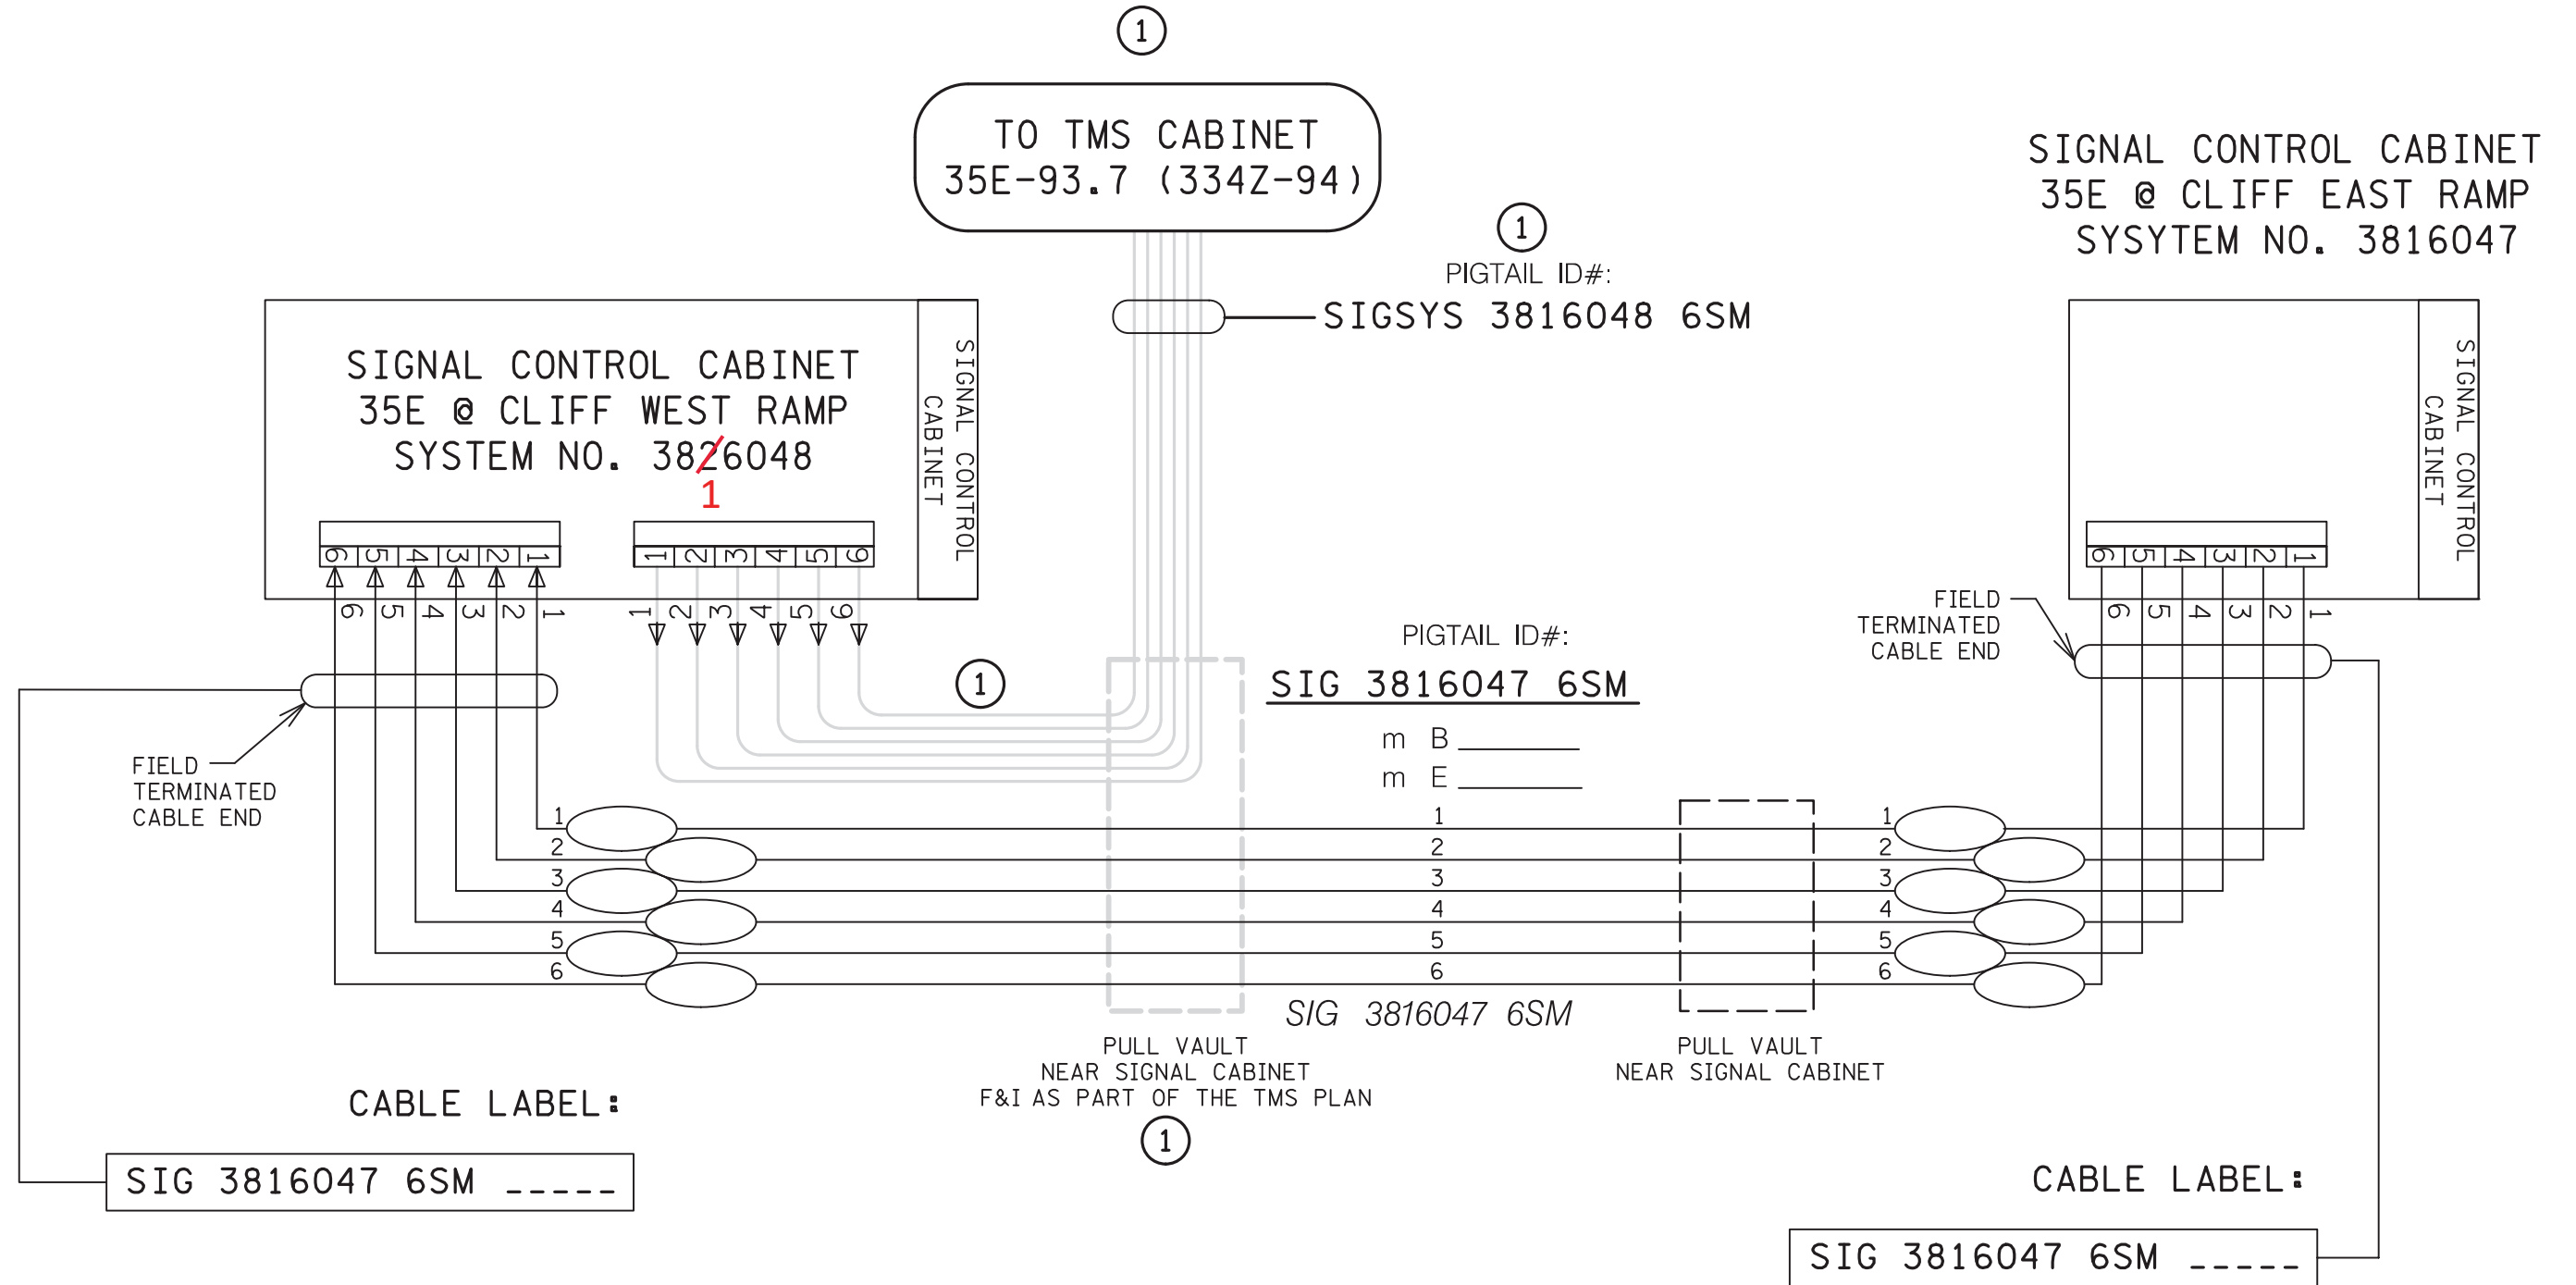 1
TO TMS CABINET
35E-93.7 (334Z-94)
1
PIGTAIL ID#:
SIGSYS 3816048 6SM
SIGNAL CONTROL CABINET
35E @ CLIFF EAST RAMP
SYSYTEM NO. 3816047
SIGNAL CONTROL CABINET
35E @ CLIFF WEST RAMP
SYSTEM NO. 3826048
1
SIGNAL CONTROL
CABINET
6 5 4 3 2 1
1 2 3 4 5 6
6 5 4 3 2 1
1 2 3 4 5 6
SIGNAL CONTROL
CABINET
6 5 4 3 2 1
6 5 4 3 2 1
FIELD
TERMINATED
CABLE END
1
PIGTAIL ID#:
SIG 3816047 6SM
m B
m E
FIELD
TERMINATED
CABLE END
1 1 1
2 2 2
3 3 3
4 4 4
5 5 5
6 6 6
SIG 3816047 6SM
PULL VAULT
NEAR SIGNAL CABINET
F&I AS PART OF THE TMS PLAN
1
PULL VAULT
NEAR SIGNAL CABINET
CABLE LABEL:
SIG 3816047 6SM _____
CABLE LABEL:
SIG 3816047 6SM _____